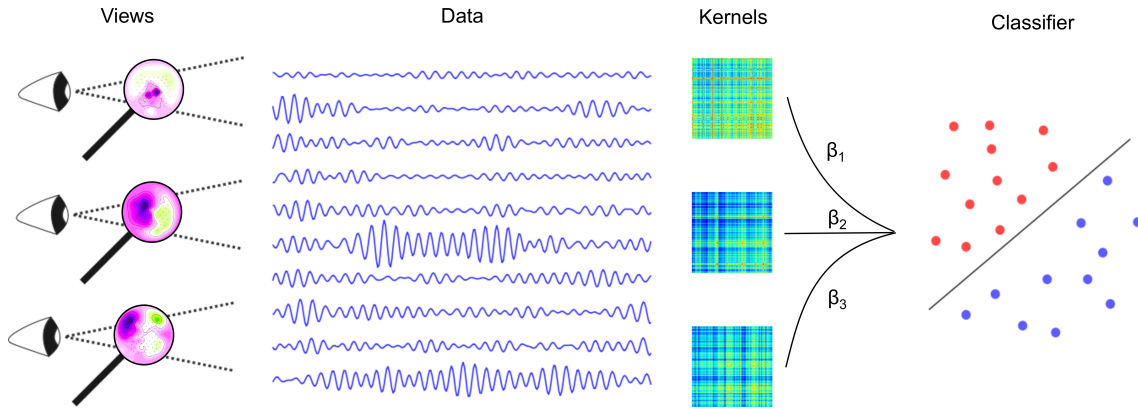 Views
Data
Kernels
Classifier
β1
β2
β3